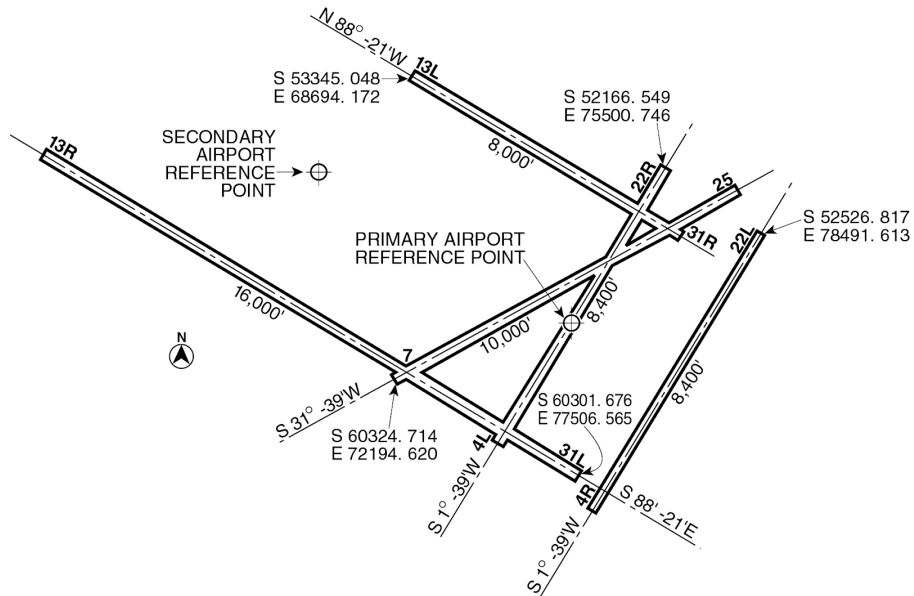 N 88° -21'W
13L
S 53345. 048
E 68694. 172
S 52166. 549
E 75500. 746
13R
SECONDARY
AIRPORT
REFERENCE
POINT
8,000'
22R
25
S 52526. 817
E 78491. 613
31R
22L
PRIMARY AIRPORT
REFERENCE POINT
16,000'
8,400'
10,000'
N
7
8,400'
S 31° -39'W
S 60301. 676
E 77506. 565
S 60324. 714
E 72194. 620
4L
31L
4R
S 88' -21'E
S 1° -39'W
S 1° -39'W